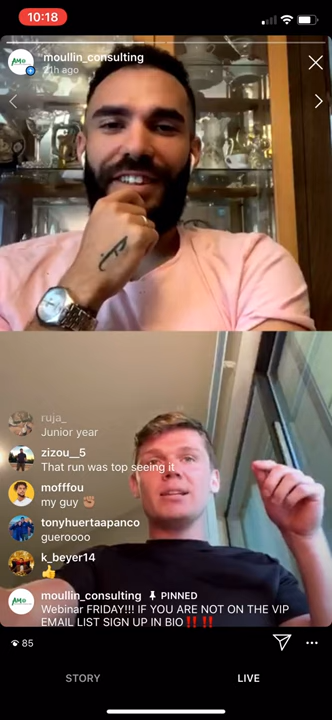 10:18
moullin_consulting
21h ago
ruja_
Junior year
zizou__5
That run was top seeing it
mofffou
my guy ✊🏽
tonyhuertaapanco
gueroooo
k_beyer14
👍
moullin_consulting 📌 PINNED
Webinar FRIDAY!!! IF YOU ARE NOT ON THE VIP
EMAIL LIST SIGN UP IN BIO‼️‼️
85
STORY LIVE